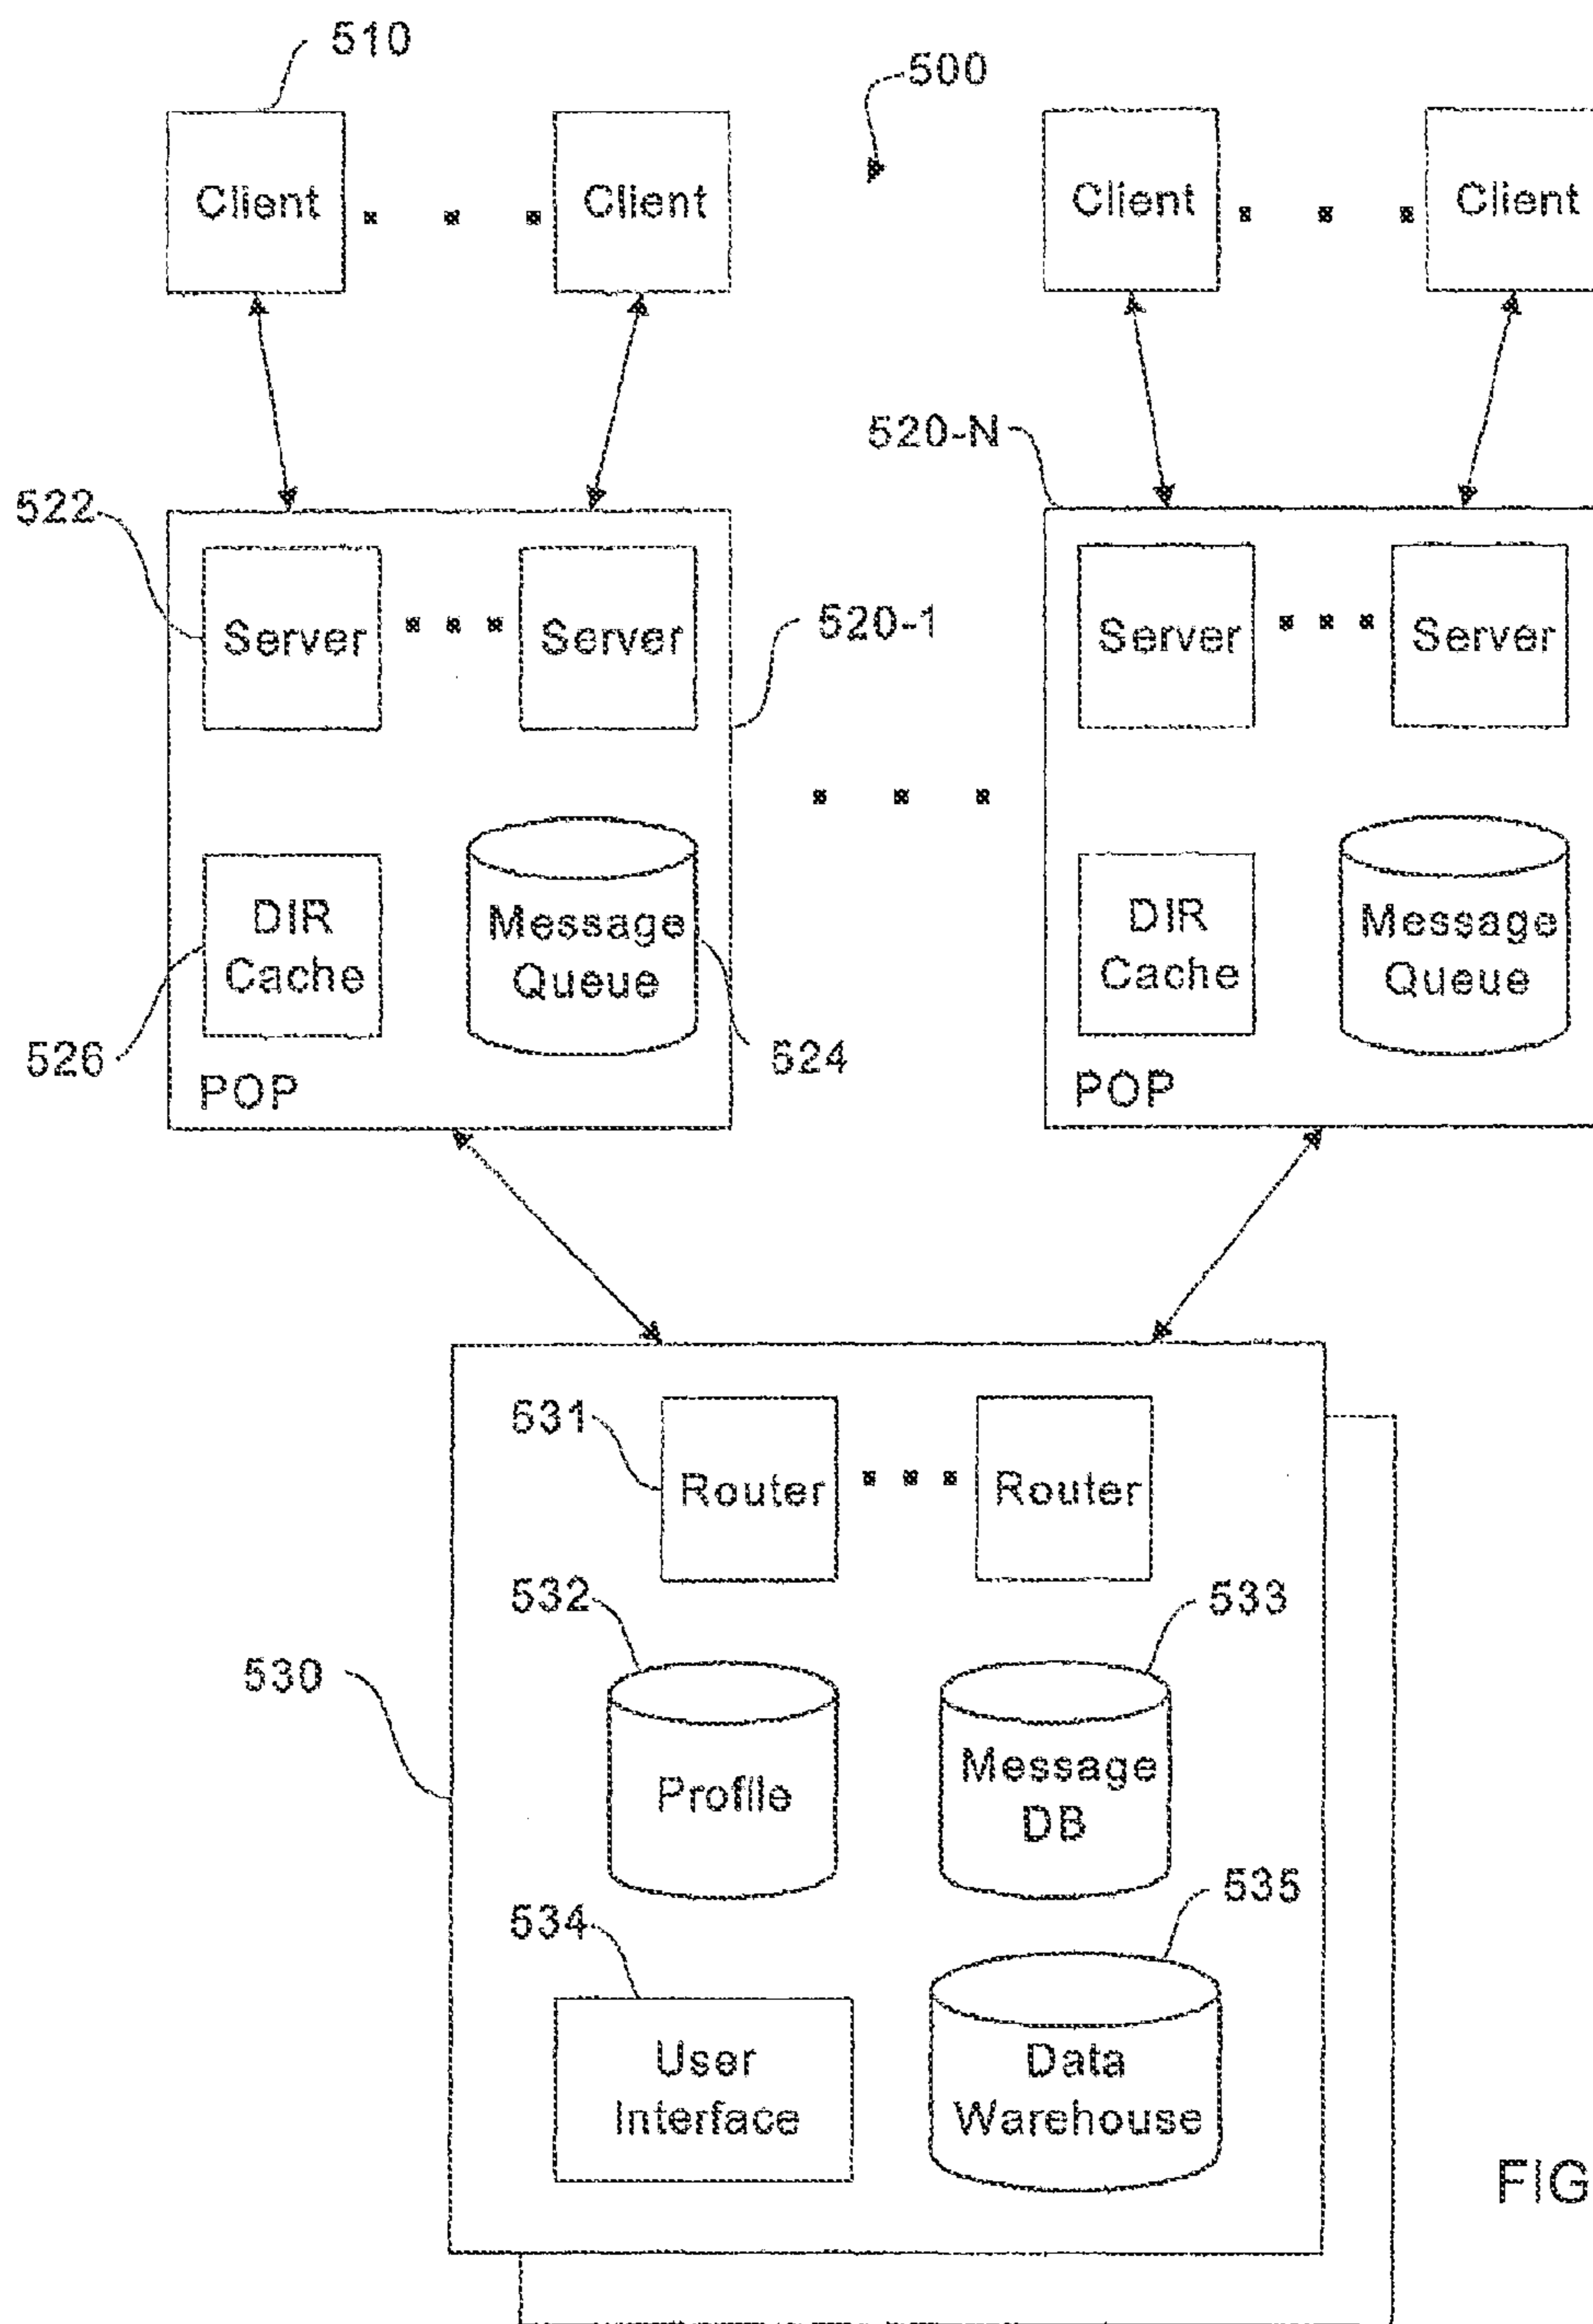 510
500
Client
Client
Client
Client
520-N
522
Server
Server
520-1
Server
Server
DIR
Cache
Message
Queue
DIR
Cache
Message
Queue
526
524
POP
POP
531
Router
Router
532
533
530
Profile
Message
DB
534
535
User
Interface
Data
Warehouse
FIG